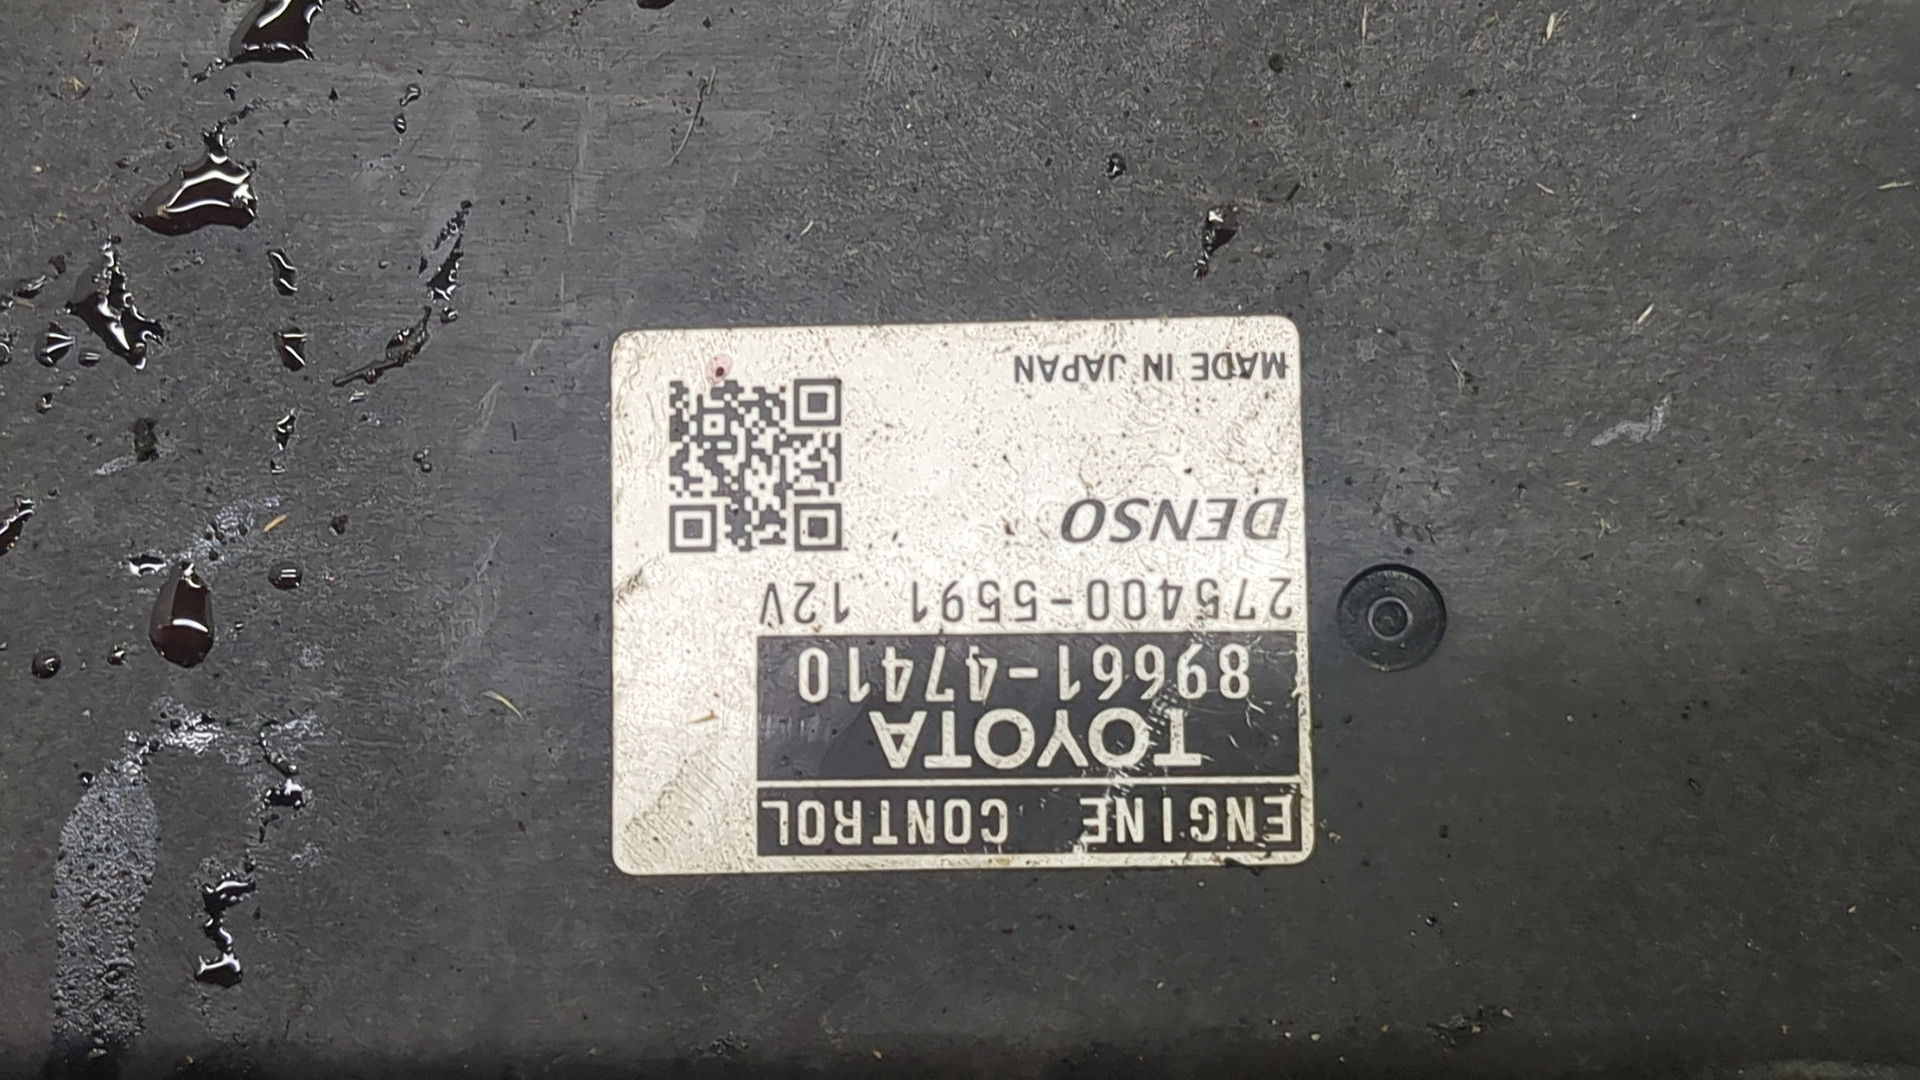 ENGINE CONTROL
TOYOTA
89661-47410
275400-5591 12V
DENSO
MADE IN JAPAN